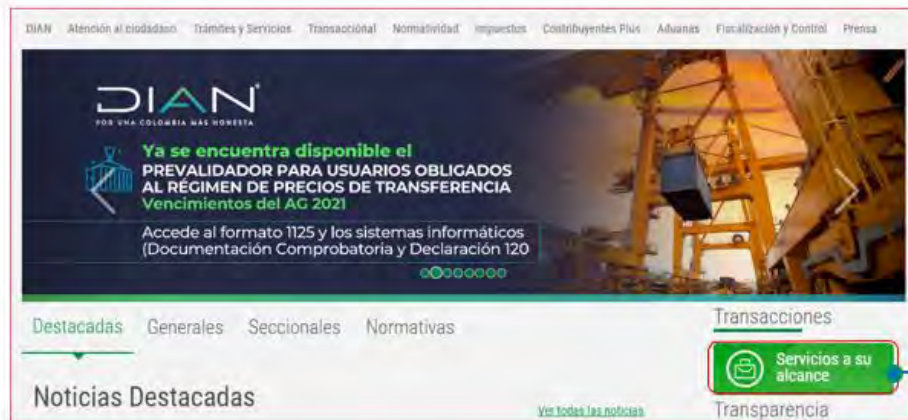 DIAN Atención al ciudadano Trámites y Servicios Transaccional Normatividad Impuestos Contribuyentes Plus Aduanas Fiscalización y Control Prensa
DIAN
POR UNA COLOMBIA MÁS HONESTA
Ya se encuentra disponible el
PREVALIDADOR PARA USUARIOS OBLIGADOS
AL RÉGIMEN DE PRECIOS DE TRANSFERENCIA
Vencimientos del AG 2021
Accede al formato 1125 y los sistemas informáticos
(Documentación Comprobatoria y Declaración 120
Destacadas Generales Seccionales Normativas
Transacciones
Servicios a su
alcance
Noticias Destacadas
Ver todas las noticias
Transparencia